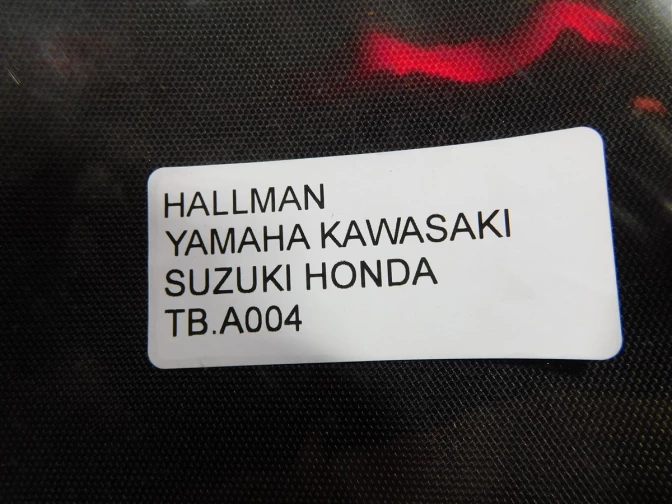 HALLMAN
YAMAHA KAWASAKI
SUZUKI HONDA
TB.A004